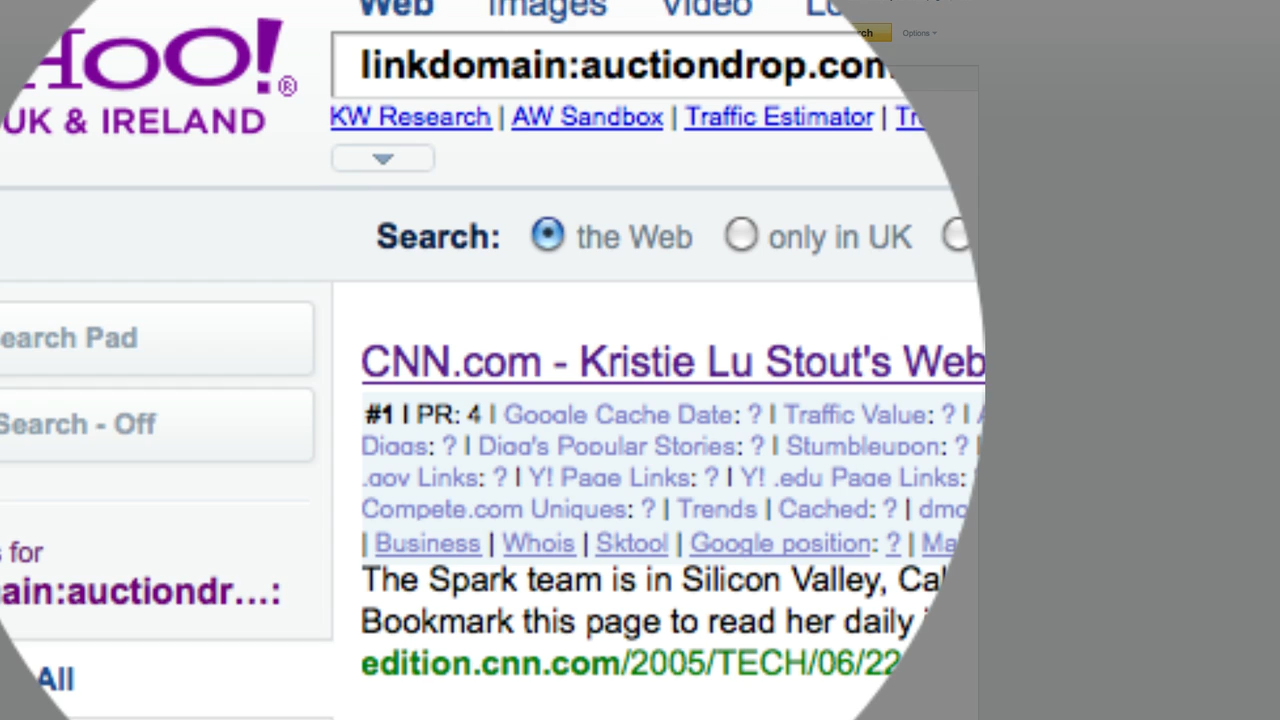 Web Images Video
HOO!®
UK & IRELAND
linkdomain:auctiondrop.com
KW Research | AW Sandbox | Traffic Estimator |
Options
Search: the Web only in UK
earch Pad
Search - Off
CNN.com - Kristie Lu Stout's Web
#1 | PR: 4 | Google Cache Date: ? | Traffic Value: ? |
Diggs: ? | Digg's Popular Stories: ? | Stumbleupon: ? |
.gov Links: ? | Y! Page Links: ? | Y! .edu Page Links:
Compete.com Uniques: ? | Trends | Cached: ? |
| Business | Whois | Sktool | Google position: ? |
s for
ain:auctiondr...:
The Spark team is in Silicon Valley, Cal
Bookmark this page to read her daily
edition.cnn.com/2005/TECH/06/22
All